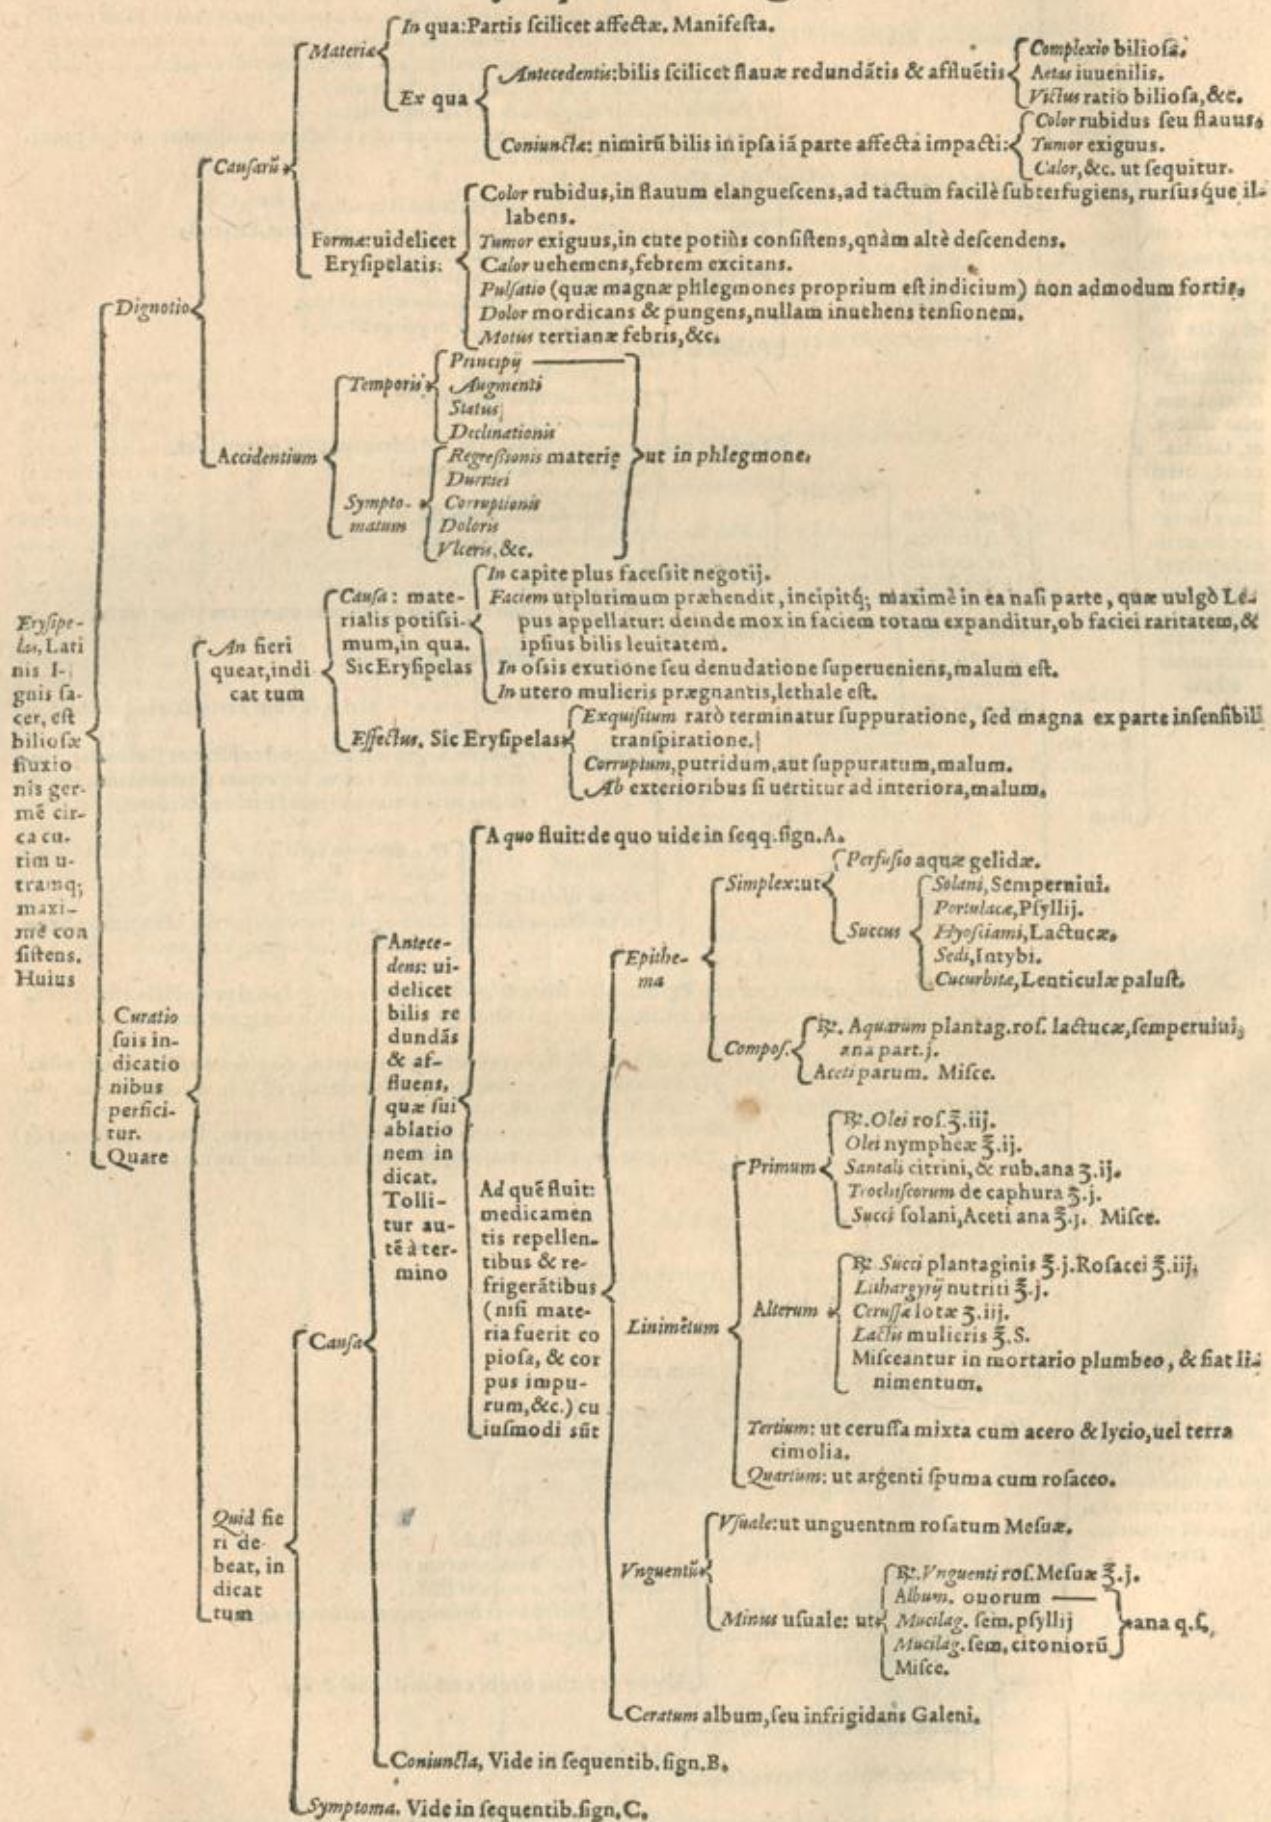 In qua: Partis ſcilicet affectæ. Manifeſta.
Materiæ
Ex qua
Antecedentis: bilis ſcilicet flauæ redundãtis & affluẽtis
Complexio bilioſa.
Aetas iuuenilis.
Victus ratio bilioſa, &c.
Coniunctæ: nimirũ bilis in ipſa iã parte affecta impacti:
Color rubidus ſeu flauus.
Tumor exiguus.
Calor, &c. ut ſequitur.
Cauſarũ
Formæ: uidelicet
Eryſipelatis:
Color rubidus, in flauum elangueſcens, ad tactum facilè ſubterfugiens, rurſusque il-
labens.
Tumor exiguus, in cute potiùs conſiſtens, quàm altè deſcendens.
Calor uehemens, febrem excitans.
Pulſatio (quæ magnæ phlegmones proprium eſt indicium) non admodum fortis.
Dolor mordicans & pungens, nullam inuehens tenſionem.
Motus tertianæ febris, &c.
Dignotio
Accidentium
Temporis
Principij
Augmenti
Status
Declinationis
Sympto-
matum
Regreſsionis materię
Duritiei
Corruptionis
Doloris
Vlceris, &c.
ut in phlegmone.
Eryſipe-
las, Lati
nis I-
gnis ſa-
cer, eſt
bilioſæ
fluxio
nis ger-
mẽ cir-
ca cu-
tim u-
tramq;
maxi-
mè con
ſiſtens.
Huius
Curatio
ſuis in-
dicatio
nibus
perfici-
tur.
Quare
An fieri
queat, indi
cat tum
Cauſa: mate-
rialis potiſsi-
mum, in qua.
Sic Eryſipelas
In capite plus faceſsit negotij.
Faciem utplurimum præhendit, incipitq́; maximè in ea naſi parte, quæ uulgò Le-
pus appellatur: deinde mox in faciem totam expanditur, ob faciei raritatem, &
ipſius bilis leuitatem.
In oſsis exutione ſeu denudatione ſuperueniens, malum eſt.
In utero mulieris prægnantis, lethale eſt.
Effectus. Sic Eryſipelas
Exquiſitum rarò terminatur ſuppuratione, ſed magna ex parte inſenſibili
tranſpiratione.
Corruptum, putridum, aut ſuppuratum, malum.
Ab exterioribus ſi uertitur ad interiora, malum.
Quid fie
ri de-
beat, in
dicat
tum
Cauſa
Antece-
dens: ui-
delicet
bilis re
dundãs
& af-
fluens,
quæ ſui
ablatio
nem in
dicat.
Tolli-
tur au-
tẽ à ter-
mino
A quo fluit: de quo uide in ſeqq. ſign. A.
Ad quẽ fluit:
medicamen
tis repellen-
tibus & re-
frigerãtibus
(niſi mate-
ria fuerit co
pioſa, & cor
pus impu-
rum, &c.) cu
iuſmodi sũt
Epithe-
ma
Simplex: ut
Perfuſio aquæ gelidæ.
Succus
Solani, Semperuiui.
Portulacæ, Pſyllij.
Hyoſciami, Lactucæ.
Sedi, Intybi.
Cucurbitæ, Lenticulæ paluſt.
Compoſ.
℞. Aquarum plantag. roſ. lactucæ, ſemperuiui,
ana part. j.
Aceti parum. Miſce.
Linimẽtum
Primum
℞. Olei roſ. ℥. iij.
Olei nympheæ ℥. ij.
Santali citrini, & rub. ana ʒ. ij.
Trochiſcorum de caphura ℥. j.
Succi ſolani, Aceti ana ℥. j. Miſce.
Alterum
℞. Succi plantaginis ℥. j. Roſacei ℥. iij.
Lithargyrij nutriti ℥. j.
Ceruſſæ lotæ ʒ. iij.
Lactis mulieris ℥. S.
Miſceantur in mortario plumbeo, & fiat li-
nimentum.
Tertium: ut ceruſſa mixta cum acero & lycio, uel terra
cimolia.
Quartum: ut argenti ſpuma cum roſaceo.
Vnguentũ
Vſuale: ut unguentnm roſatum Meſuæ.
Minus uſuale: ut
℞. Vnguenti roſ. Meſuæ ℥. j.
Album. ouorum
Mucilag. ſem. pſyllij
Mucilag. ſem. citoniorũ
Miſce.
ana q. ſ.
Ceratum album, ſeu infrigidans Galeni.
Coniuncta, Vide in ſequentib. ſign. B.
Symptoma. Vide in ſequentib. ſign. C.